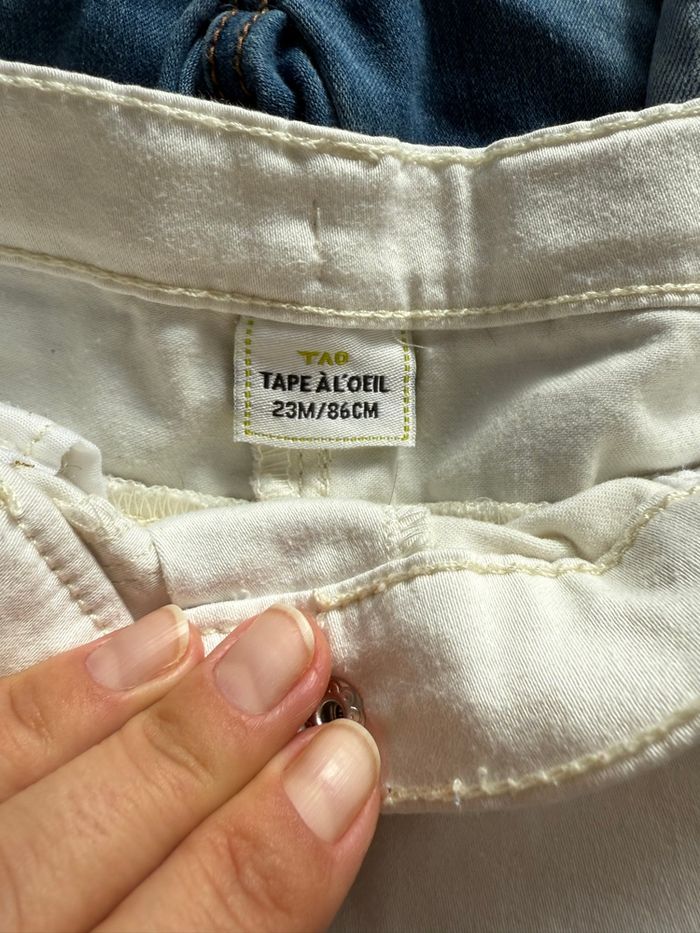 TAO
TAPE À L'OEIL
23M/86CM